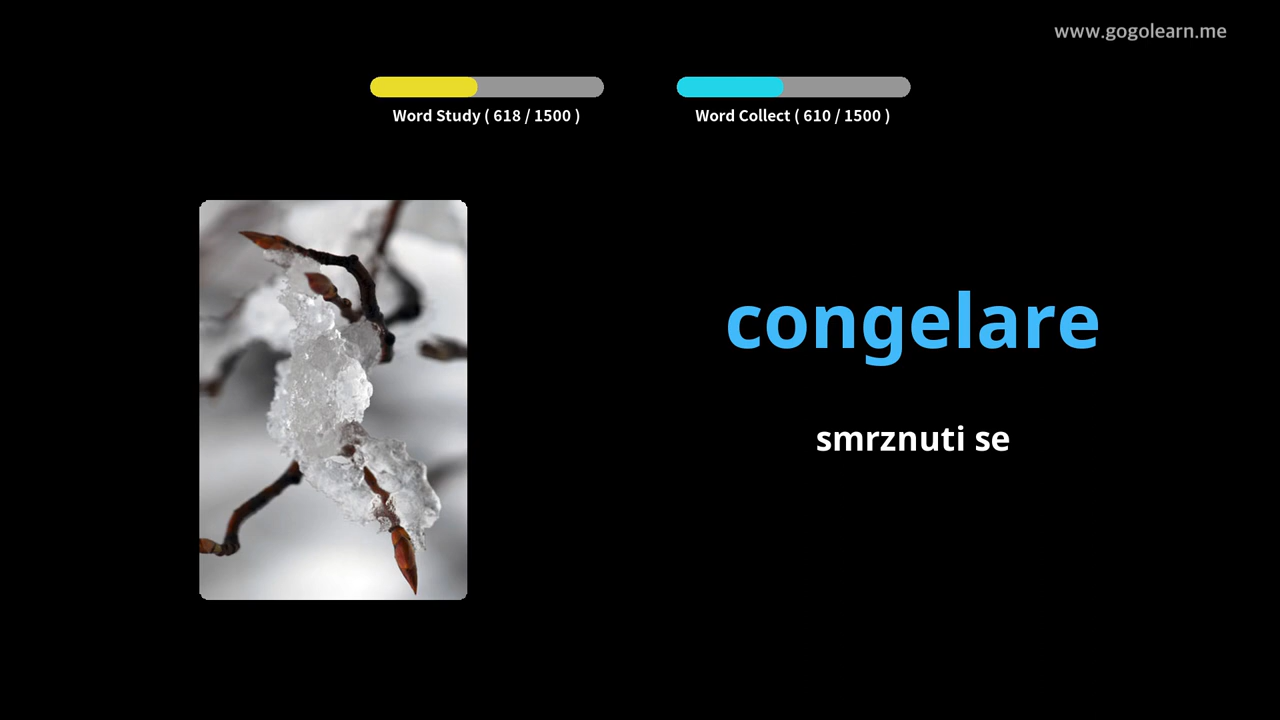 www.gogolearn.me
Word Study ( 618 / 1500 )
Word Collect ( 610 / 1500 )
congelare
smrznuti se